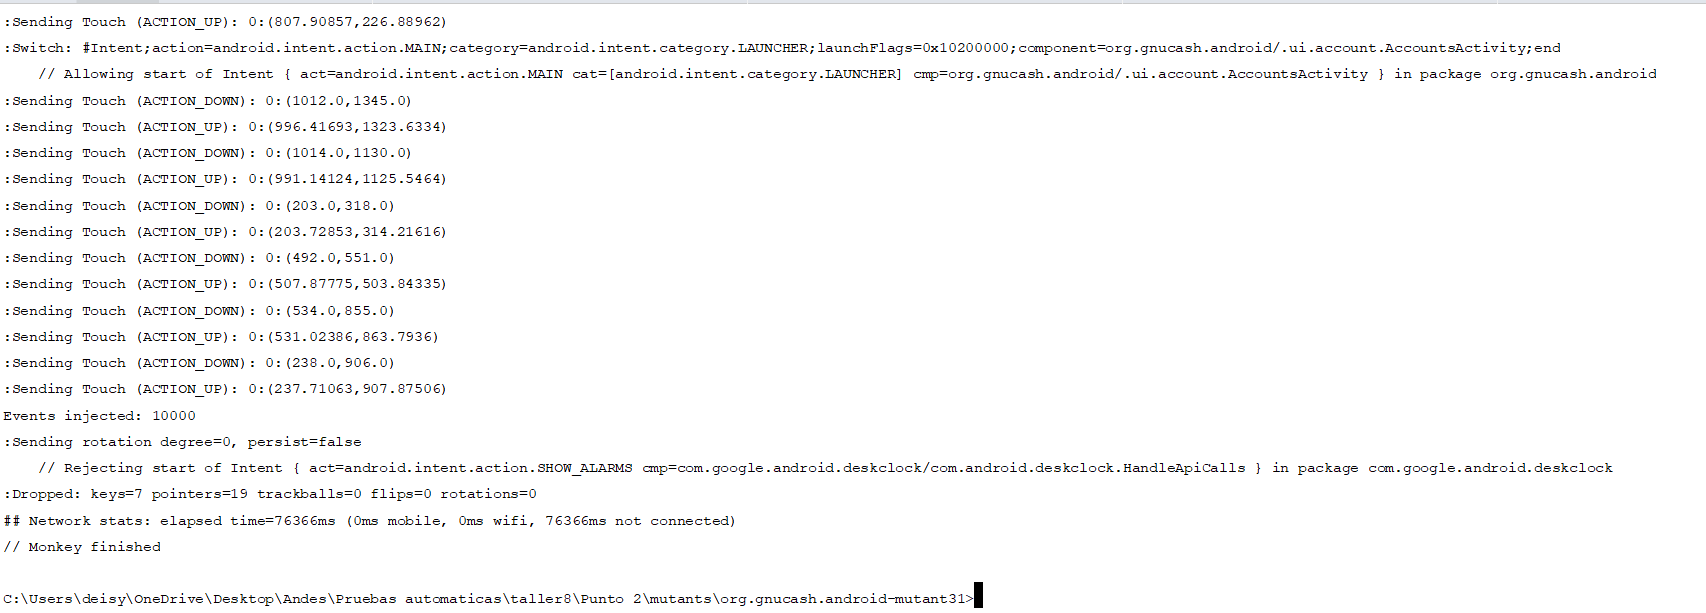 :Sending Touch (ACTION_UP): 0:(807.90857,226.88962)
:Switch: #Intent;action=android.intent.action.MAIN;category=android.intent.category.LAUNCHER;launchFlags=0x10200000;component=org.gnucash.android/.ui.account.AccountsActivity;end
    // Allowing start of Intent { act=android.intent.action.MAIN cat=[android.intent.category.LAUNCHER] cmp=org.gnucash.android/.ui.account.AccountsActivity } in package org.gnucash.android
:Sending Touch (ACTION_DOWN): 0:(1012.0,1345.0)
:Sending Touch (ACTION_UP): 0:(996.41693,1323.6334)
:Sending Touch (ACTION_DOWN): 0:(1014.0,1130.0)
:Sending Touch (ACTION_UP): 0:(991.14124,1125.5464)
:Sending Touch (ACTION_DOWN): 0:(203.0,318.0)
:Sending Touch (ACTION_UP): 0:(203.72853,314.21616)
:Sending Touch (ACTION_DOWN): 0:(492.0,551.0)
:Sending Touch (ACTION_UP): 0:(507.87775,503.84335)
:Sending Touch (ACTION_DOWN): 0:(534.0,855.0)
:Sending Touch (ACTION_UP): 0:(531.02386,863.7936)
:Sending Touch (ACTION_DOWN): 0:(238.0,906.0)
:Sending Touch (ACTION_UP): 0:(237.71063,907.87506)
Events injected: 10000
:Sending rotation degree=0, persist=false
    // Rejecting start of Intent { act=android.intent.action.SHOW_ALARMS cmp=com.google.android.deskclock/com.android.deskclock.HandleApiCalls } in package com.google.android.deskclock
:Dropped: keys=7 pointers=19 trackballs=0 flips=0 rotations=0
## Network stats: elapsed time=76366ms (0ms mobile, 0ms wifi, 76366ms not connected)
// Monkey finished
C:\Users\deisy\OneDrive\Desktop\Andes\Pruebas automaticas\taller8\Punto 2\mutants\org.gnucash.android-mutant31>